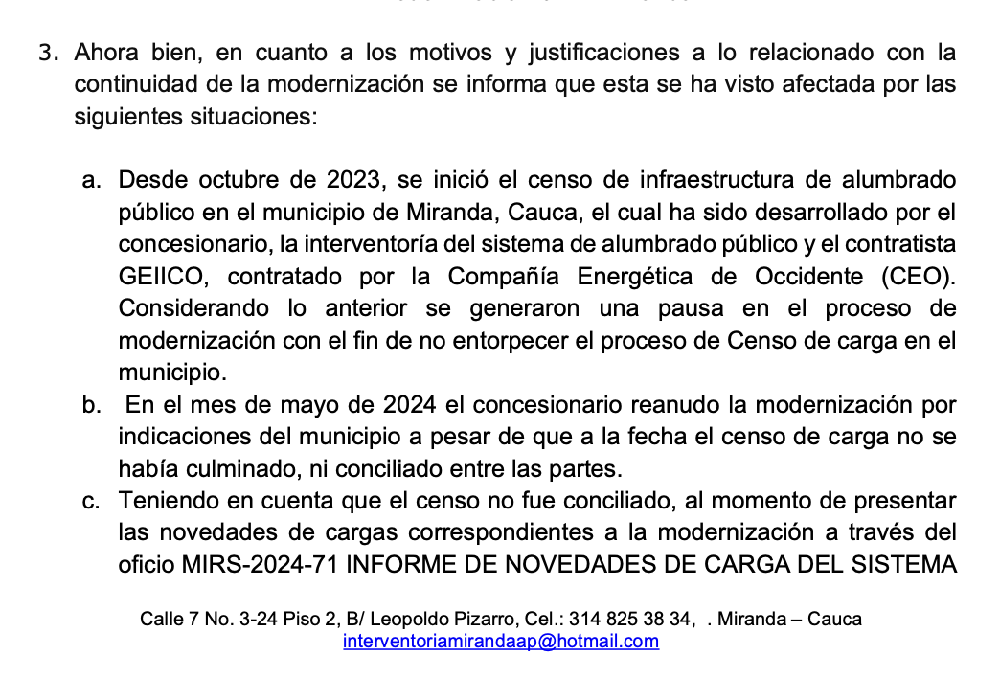 3. Ahora bien, en cuanto a los motivos y justificaciones a lo relacionado con la
continuidad de la modernización se informa que esta se ha visto afectada por las
siguientes situaciones:
a. Desde octubre de 2023, se inició el censo de infraestructura de alumbrado
público en el municipio de Miranda, Cauca, el cual ha sido desarrollado por el
concesionario, la interventoría del sistema de alumbrado público y el contratista
GEIICO, contratado por la Compañía Energética de Occidente (CEO).
Considerando lo anterior se generaron una pausa en el proceso de
modernización con el fin de no entorpecer el proceso de Censo de carga en el
municipio.
b. En el mes de mayo de 2024 el concesionario reanudo la modernización por
indicaciones del municipio a pesar de que a la fecha el censo de carga no se
había culminado, ni conciliado entre las partes.
c. Teniendo en cuenta que el censo no fue conciliado, al momento de presentar
las novedades de cargas correspondientes a la modernización a través del
oficio MIRS-2024-71 INFORME DE NOVEDADES DE CARGA DEL SISTEMA
Calle 7 No. 3-24 Piso 2, B/ Leopoldo Pizarro, Cel.: 314 825 38 34, . Miranda – Cauca
interventoriamirandaap@hotmail.com